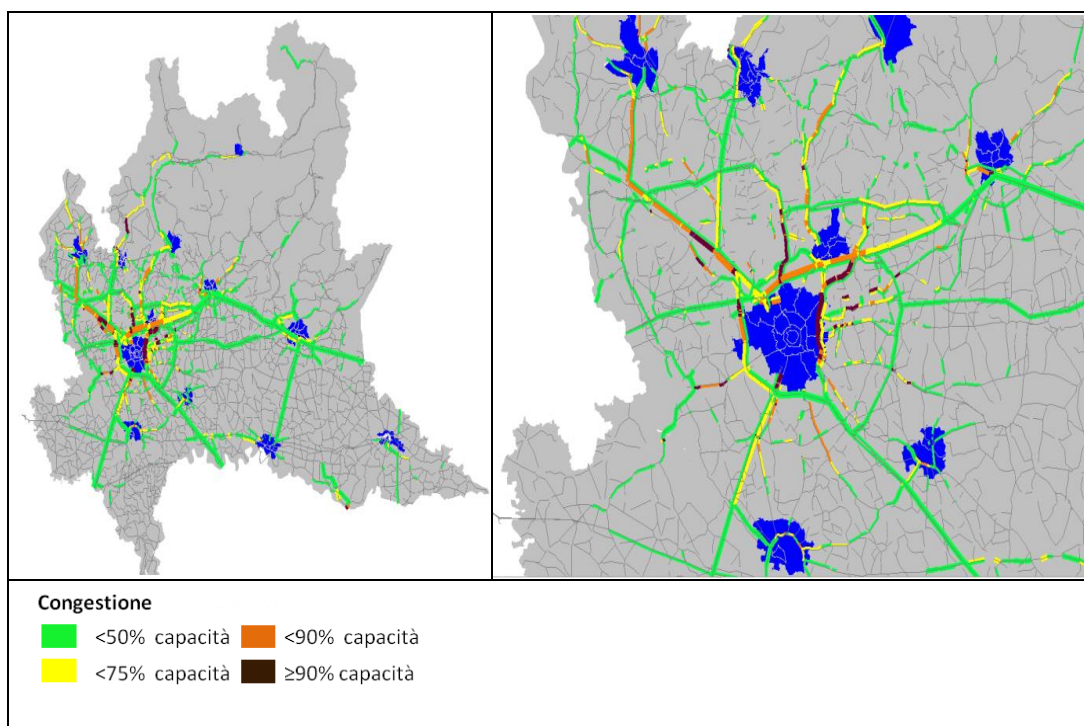 Congestione
<50% capacità <90% capacità
<75% capacità ≥90% capacità